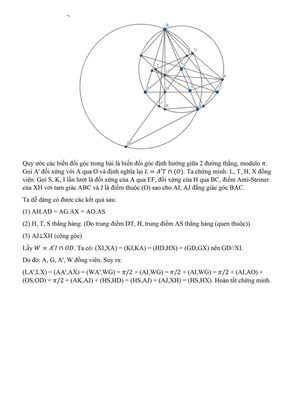 Quy ước các biến đổi góc trong bài là biến đổi góc định hướng giữa 2 đường thẳng, modulo π.
Gọi A' đối xứng với A qua O và định nghĩa lại L = A'T ∩ (O). Ta chứng minh: L, T, H, X đồng
viên. Gọi S, K, I lần lượt là đối xứng của A qua EF, đối xứng của H qua BC, điểm Anti-Steiner
của XH với tam giác ABC và J là điểm thuộc (O) sao cho AI, AJ đẳng giác góc BAC.
Ta dễ dàng có được các kết quả sau:
(1) AH.AD = AG.AX = AO.AS
(2) H, T, S thẳng hàng. (Do trung điểm DT, H, trung điểm AS thẳng hàng (quen thuộc))
(3) AJ⊥XH (cộng góc)
Lấy W = A'I ∩ OD. Ta có: (XI,XA) = (KI,KA) = (HD,HX) = (GD,GX) nên GD//XI.
Do đó: A, G, A', W đồng viên. Suy ra:
(LA',LX) = (AA',AX) = (WA',WG) = π/2 + (AI,WG) = π/2 + (AI,WG) = π/2 + (AI,AO) +
(OS,OD) = π/2 + (AK,AJ) + (HS,HD) = (HS,AJ) + (AJ,XH) = (HS,HX). Hoàn tất chứng minh.